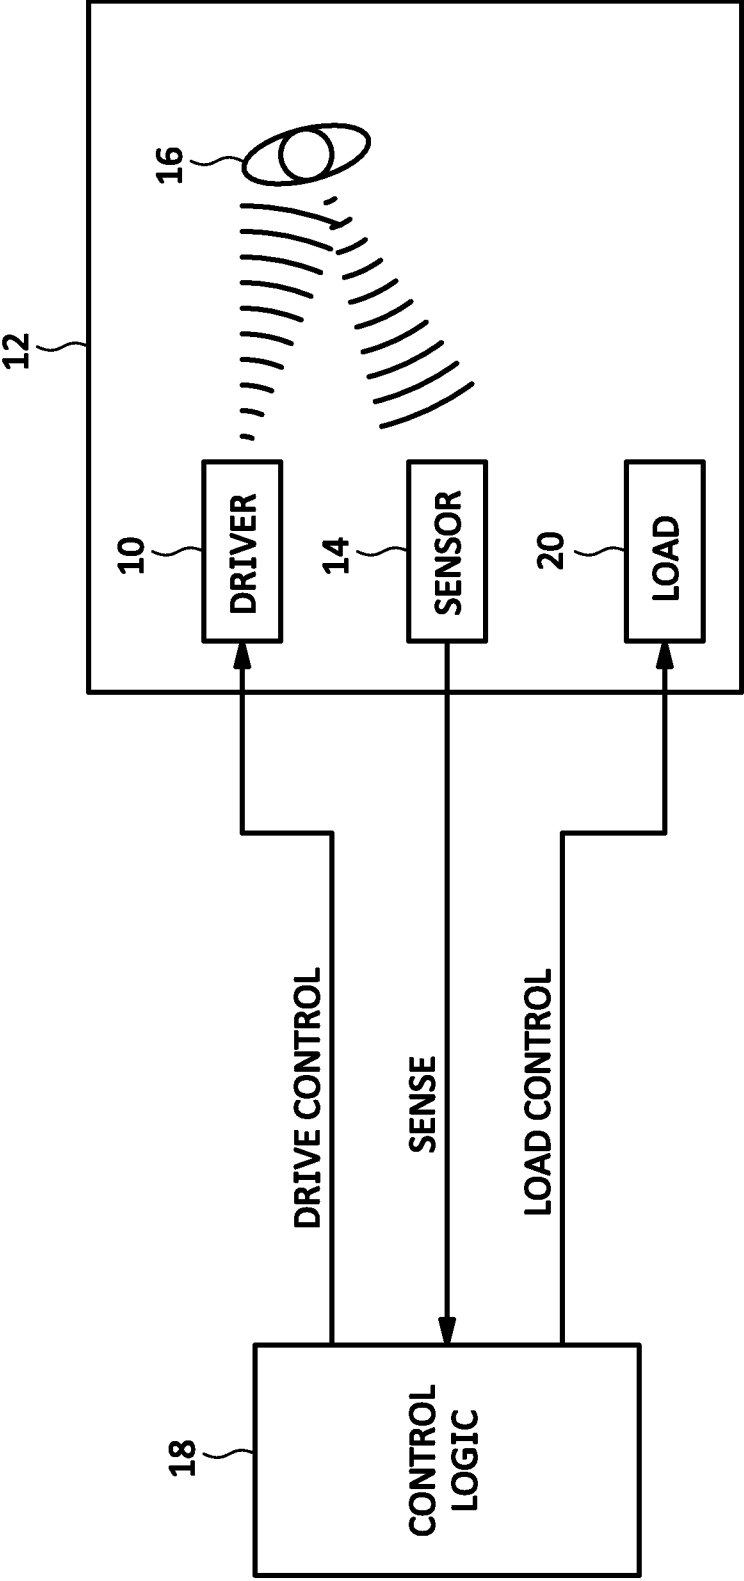 12
16
10
DRIVER
14
SENSOR
20
LOAD
DRIVE CONTROL
SENSE
LOAD CONTROL
18
CONTROL
LOGIC